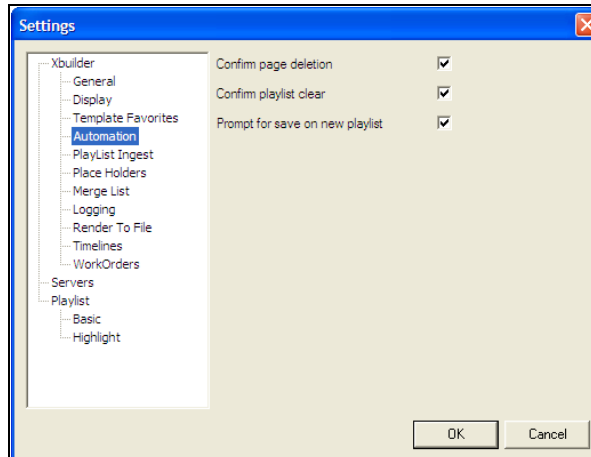 Settings
Xbuilder
General
Display
Template Favorites
Automation
PlayList Ingest
Place Holders
Merge List
Logging
Render To File
Timelines
WorkOrders
Servers
Playlist
Basic
Highlight
Confirm page deletion
Confirm playlist clear
Prompt for save on new playlist
OK
Cancel